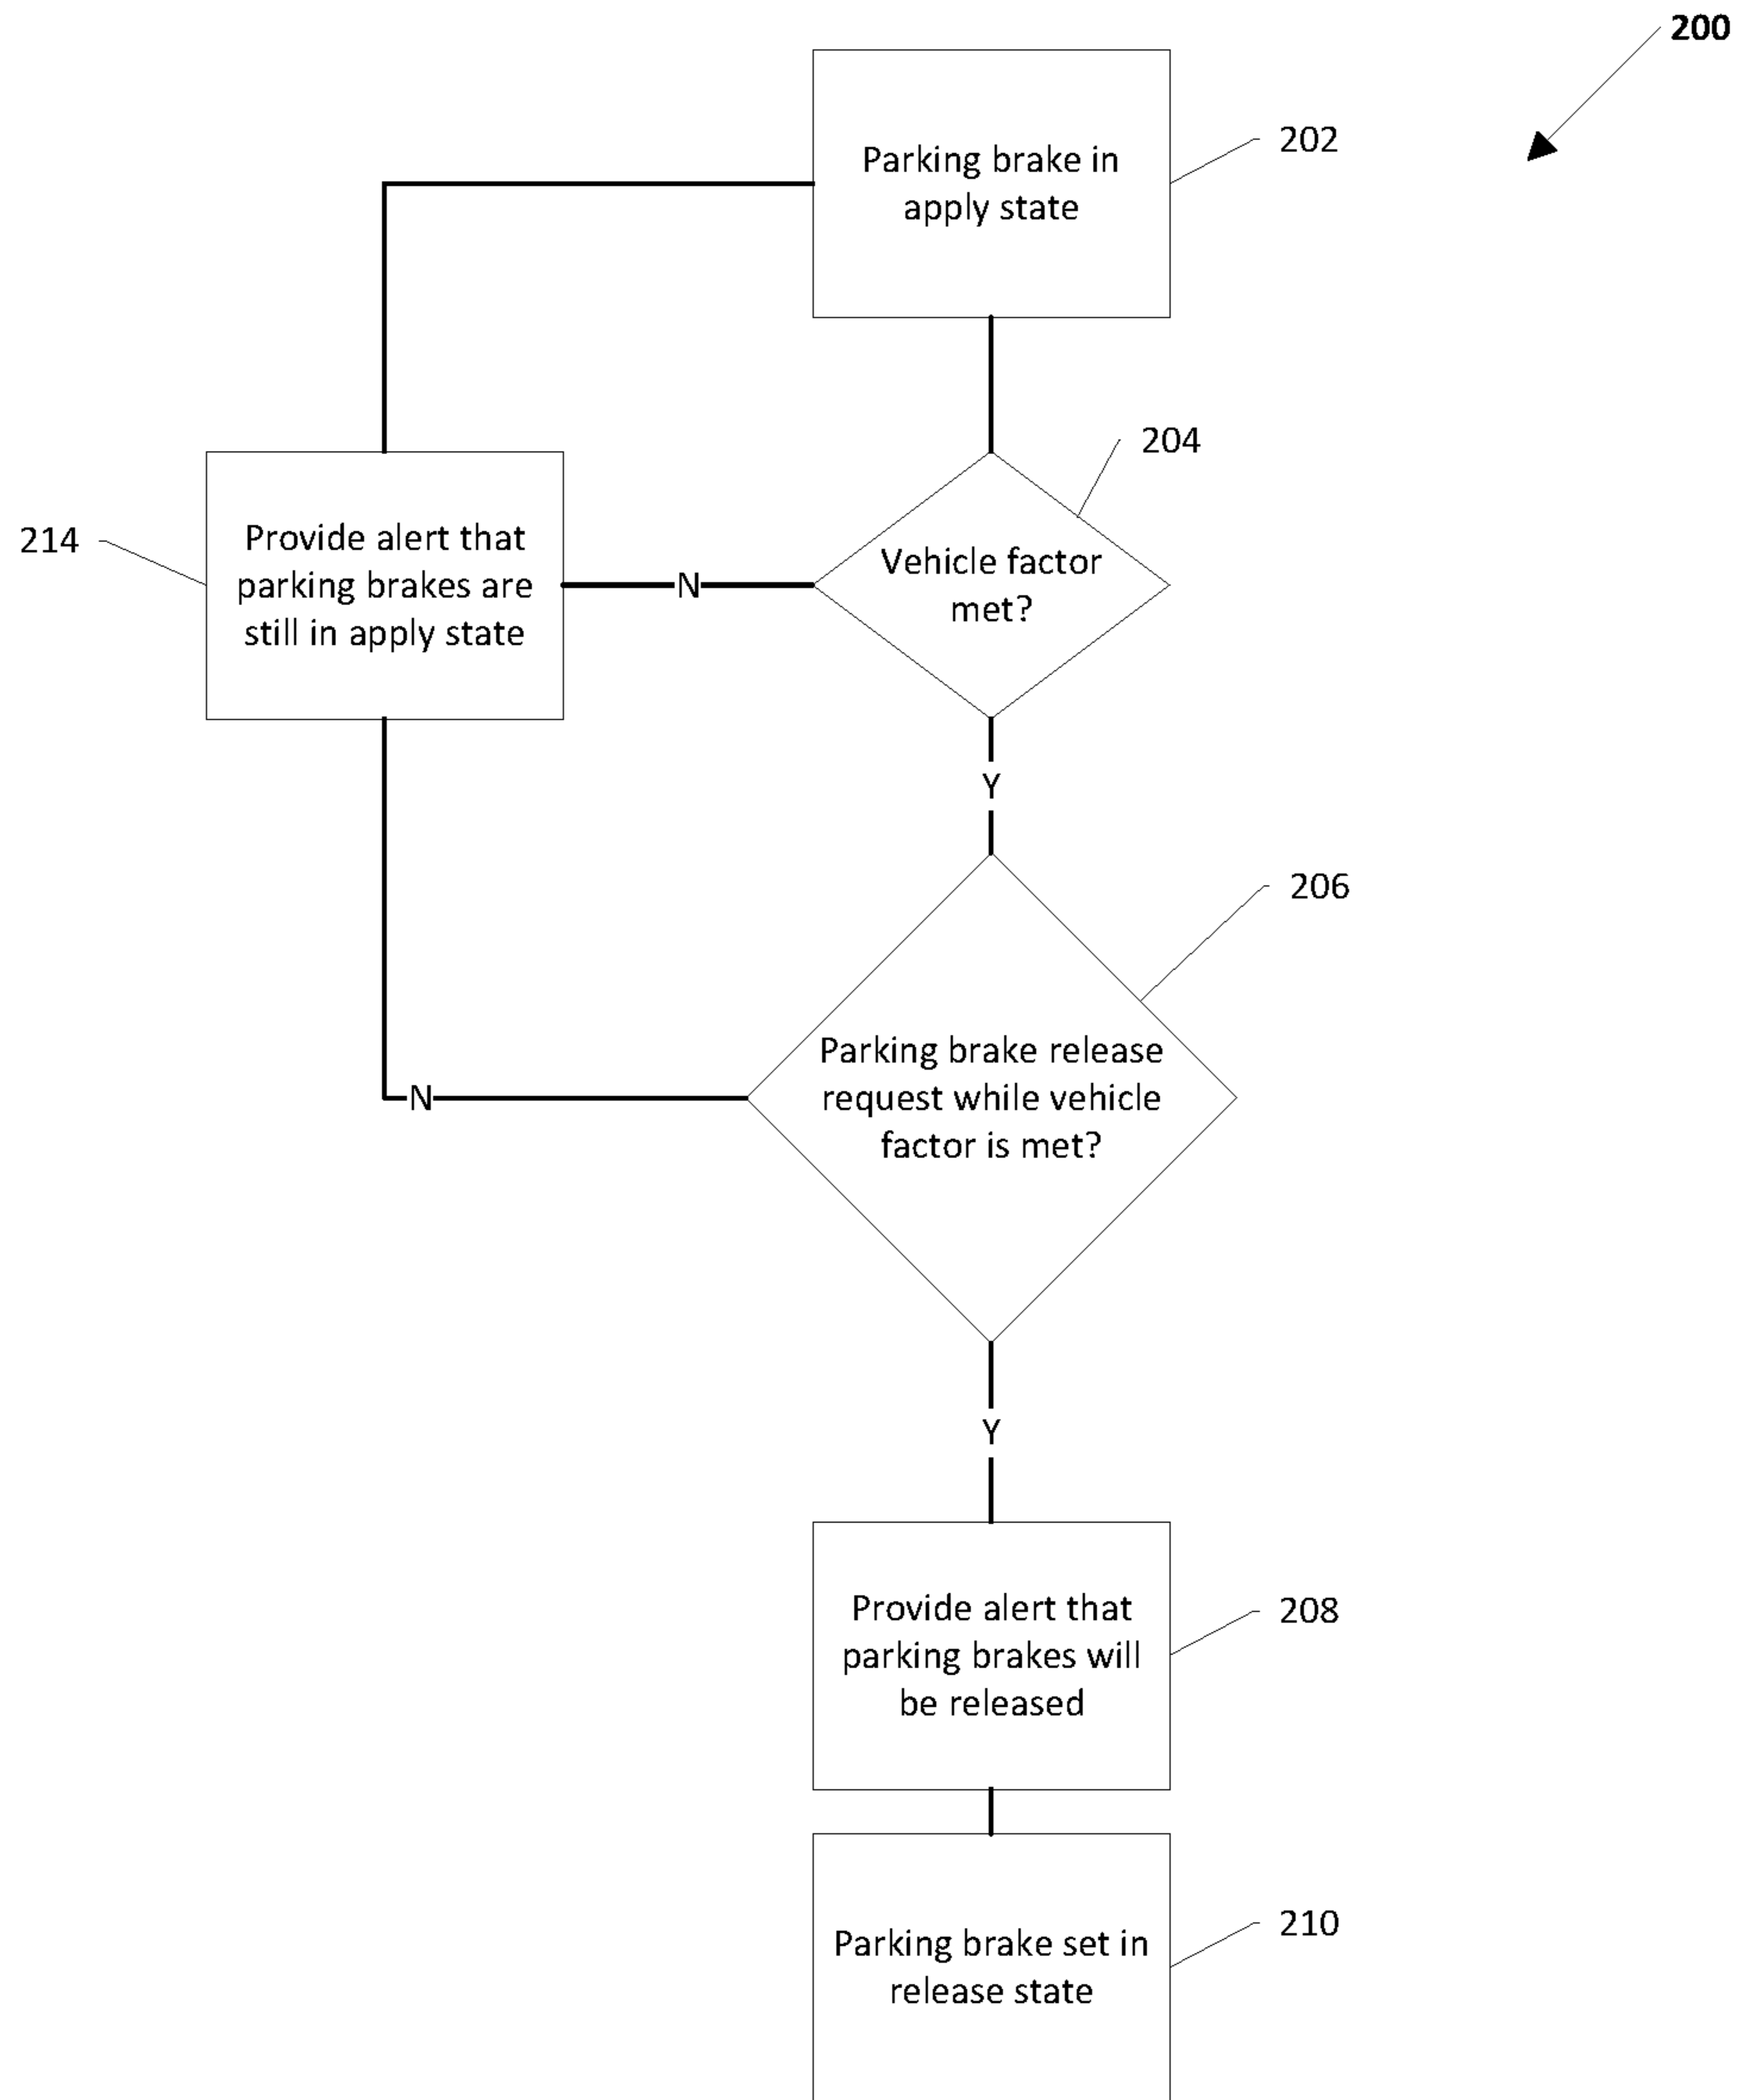 200
Parking brake in
apply state
202
204
Vehicle factor
met?
214
Provide alert that
parking brakes are
still in apply state
N
Y
206
Parking brake release
request while vehicle
factor is met?
N
Y
Provide alert that
parking brakes will
be released
208
Parking brake set in
release state
210